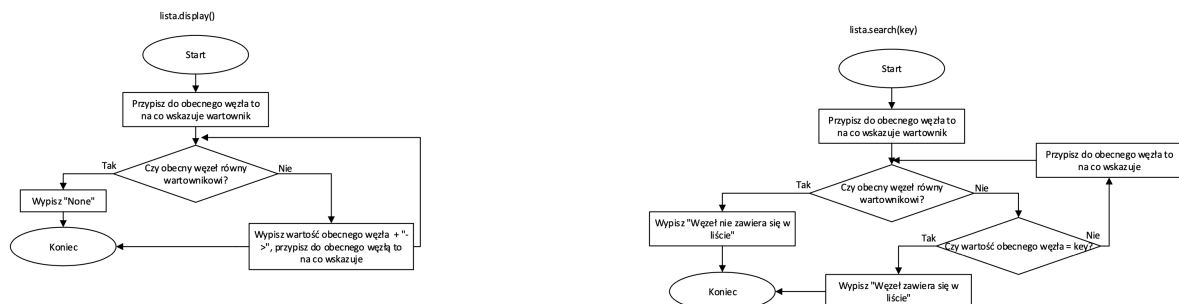 lista.display()
Start
Przypisz do obecnego węzła to
na co wskazuje wartownik
Tak
Czy obecny węzeł równy
wartownikowi?
Nie
Wypisz "None"
Koniec
Wypisz wartość obecnego węzła + "-
>", przypisz do obecnego węzłą to
na co wskazuje
lista.search(key)
Start
Przypisz do obecnego węzła to
na co wskazuje wartownik
Przypisz do obecnego węzła to
na co wskazuje
Tak
Czy obecny węzeł równy
wartownikowi?
Nie
Wypisz "Węzeł nie zawiera się w
liście"
Tak
Czy wartość obecnego węzła = key?
Nie
Koniec
Wypisz "Węzeł zawiera się w
liście"